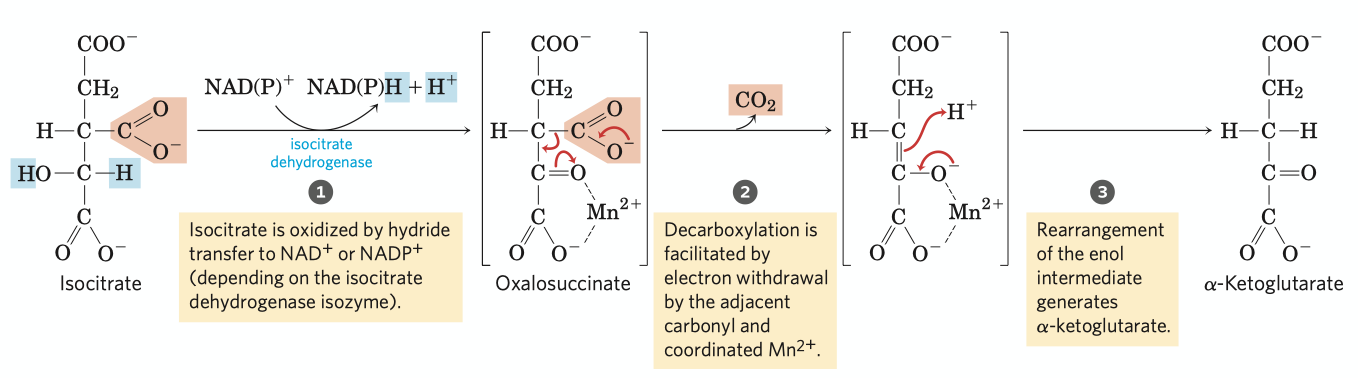 COO⁻
CH₂
H—C—C
O
O⁻
HO—C—H
C
O O⁻
Isocitrate
NAD(P)⁺ NAD(P)H + H⁺
isocitrate
dehydrogenase
1
Isocitrate is oxidized by hydride
transfer to NAD⁺ or NADP⁺
(depending on the isocitrate
dehydrogenase isozyme).
COO⁻
CH₂
H—C—C
O
O⁻
C=O
Mn²⁺
C
O O⁻
Oxalosuccinate
CO₂
2
Decarboxylation is
facilitated by
electron withdrawal
by the adjacent
carbonyl and
coordinated Mn²⁺.
COO⁻
CH₂
H⁺
H—C
C—O⁻
Mn²⁺
C
O O⁻
3
Rearrangement
of the enol
intermediate
generates
α-ketoglutarate.
COO⁻
CH₂
H—C—H
C=O
C
O O⁻
α-Ketoglutarate